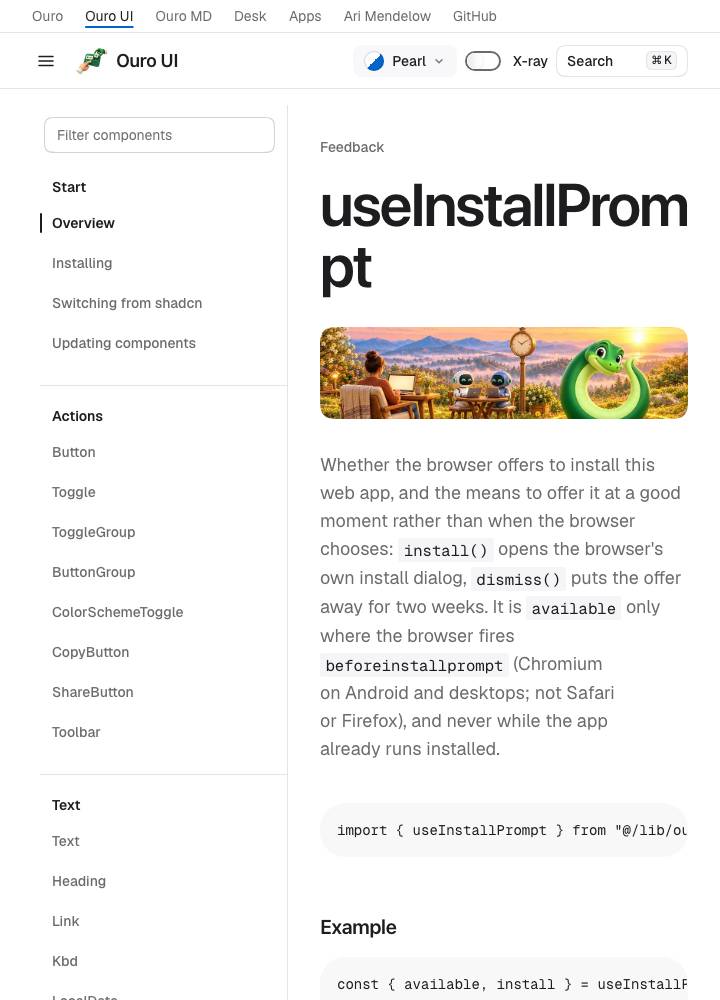 Ouro Ouro UI Ouro MD Desk Apps Ari Mendelow GitHub
Ouro UI Pearl X-ray Search ⌘K
Filter components
Start
Overview
Installing
Switching from shadcn
Updating components
Actions
Button
Toggle
ToggleGroup
ButtonGroup
ColorSchemeToggle
CopyButton
ShareButton
Toolbar
Text
Text
Heading
Link
Kbd
Feedback
useInstallProm
pt
Whether the browser offers to install this
web app, and the means to offer it at a good
moment rather than when the browser
chooses: install() opens the browser's
own install dialog, dismiss() puts the offer
away for two weeks. It is available only
where the browser fires
beforeinstallprompt (Chromium
on Android and desktops; not Safari
or Firefox), and never while the app
already runs installed.
import { useInstallPrompt } from "@/lib/ou
Example
const { available, install } = useInstallP